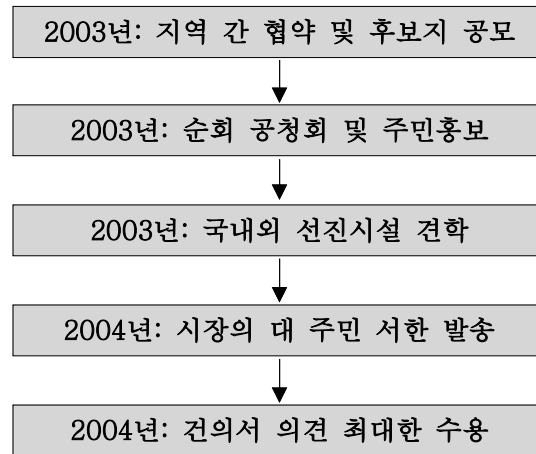 2003년: 지역 간 협약 및 후보지 공모
2003년: 순회 공청회 및 주민홍보
2003년: 국내외 선진시설 견학
2004년: 시장의 대 주민 서한 발송
2004년: 건의서 의견 최대한 수용